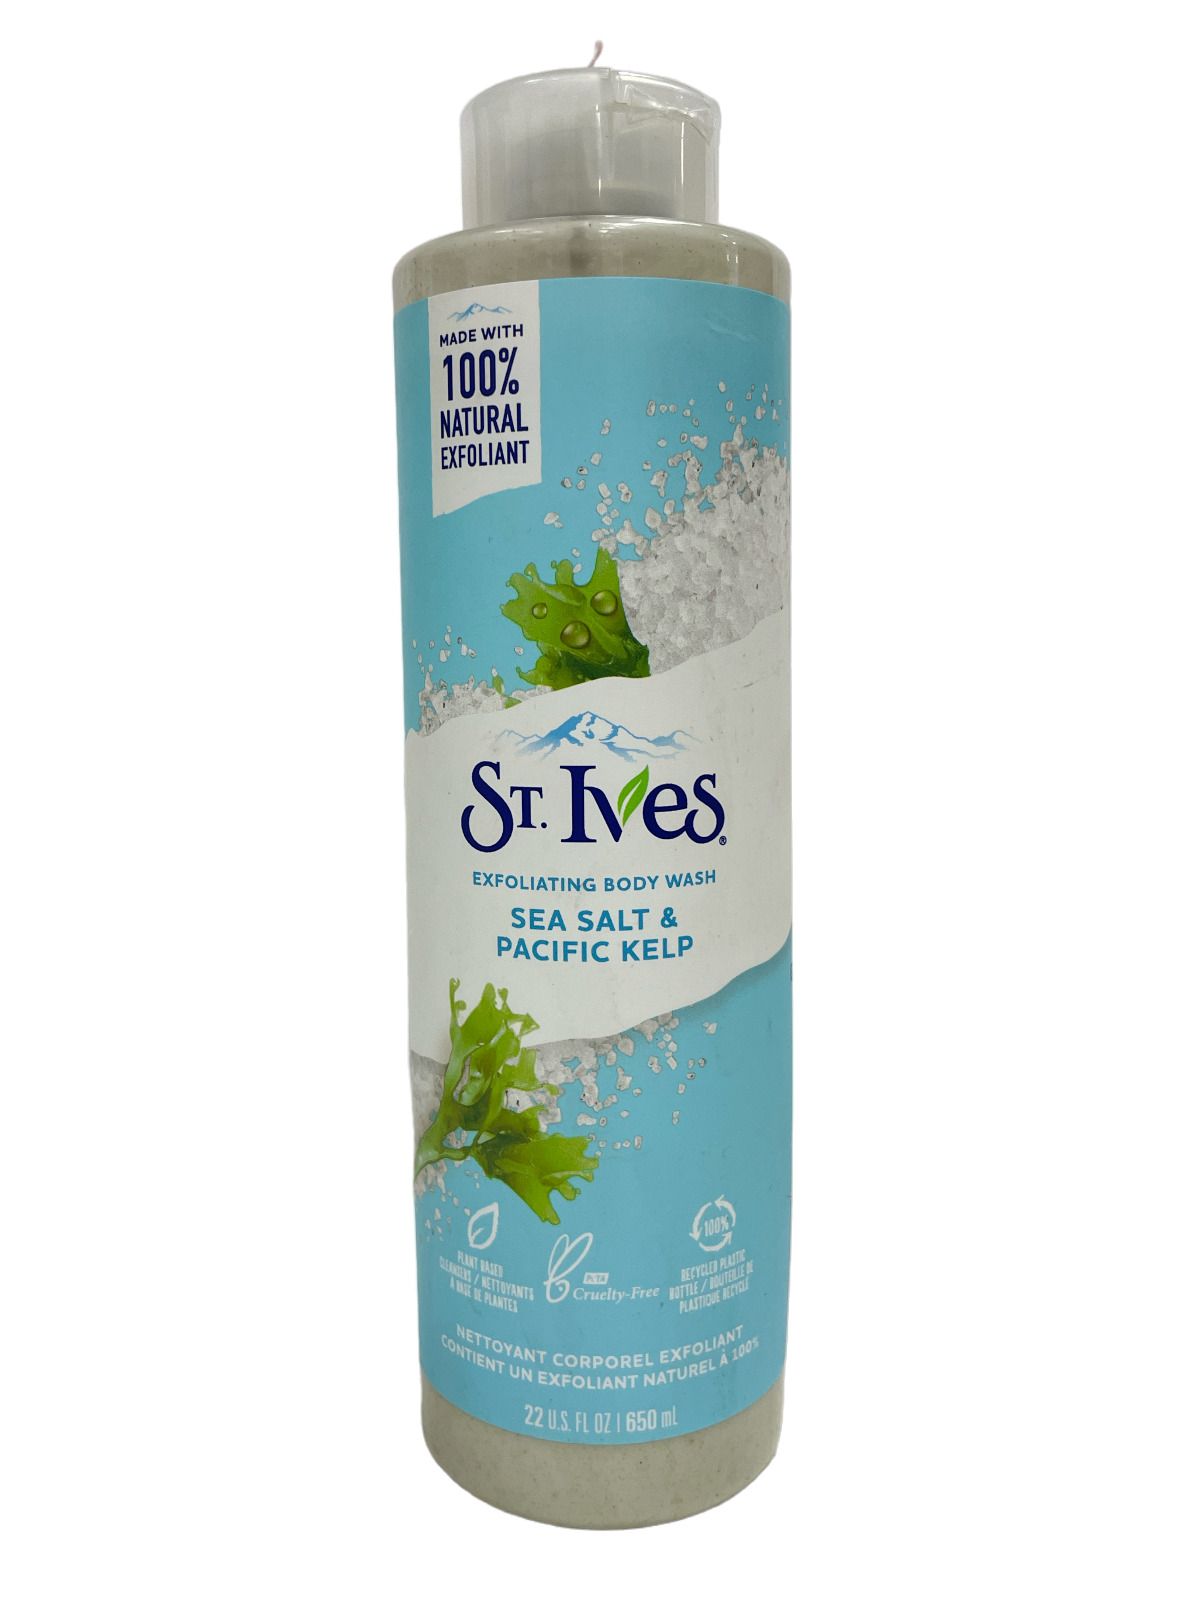 MADE WITH
100%
NATURAL
EXFOLIANT
ST. Ives®
EXFOLIATING BODY WASH
SEA SALT &
PACIFIC KELP
PLANT BASED
CLEANSERS / NETTOYANTS
À BASE DE PLANTES
PETA
Cruelty-Free
100%
RECYCLED PLASTIC
BOTTLE / BOUTEILLE DE
PLASTIQUE RECYCLÉ
NETTOYANT CORPOREL EXFOLIANT
CONTIENT UN EXFOLIANT NATUREL À 100%
22 U.S. FL OZ | 650 mL